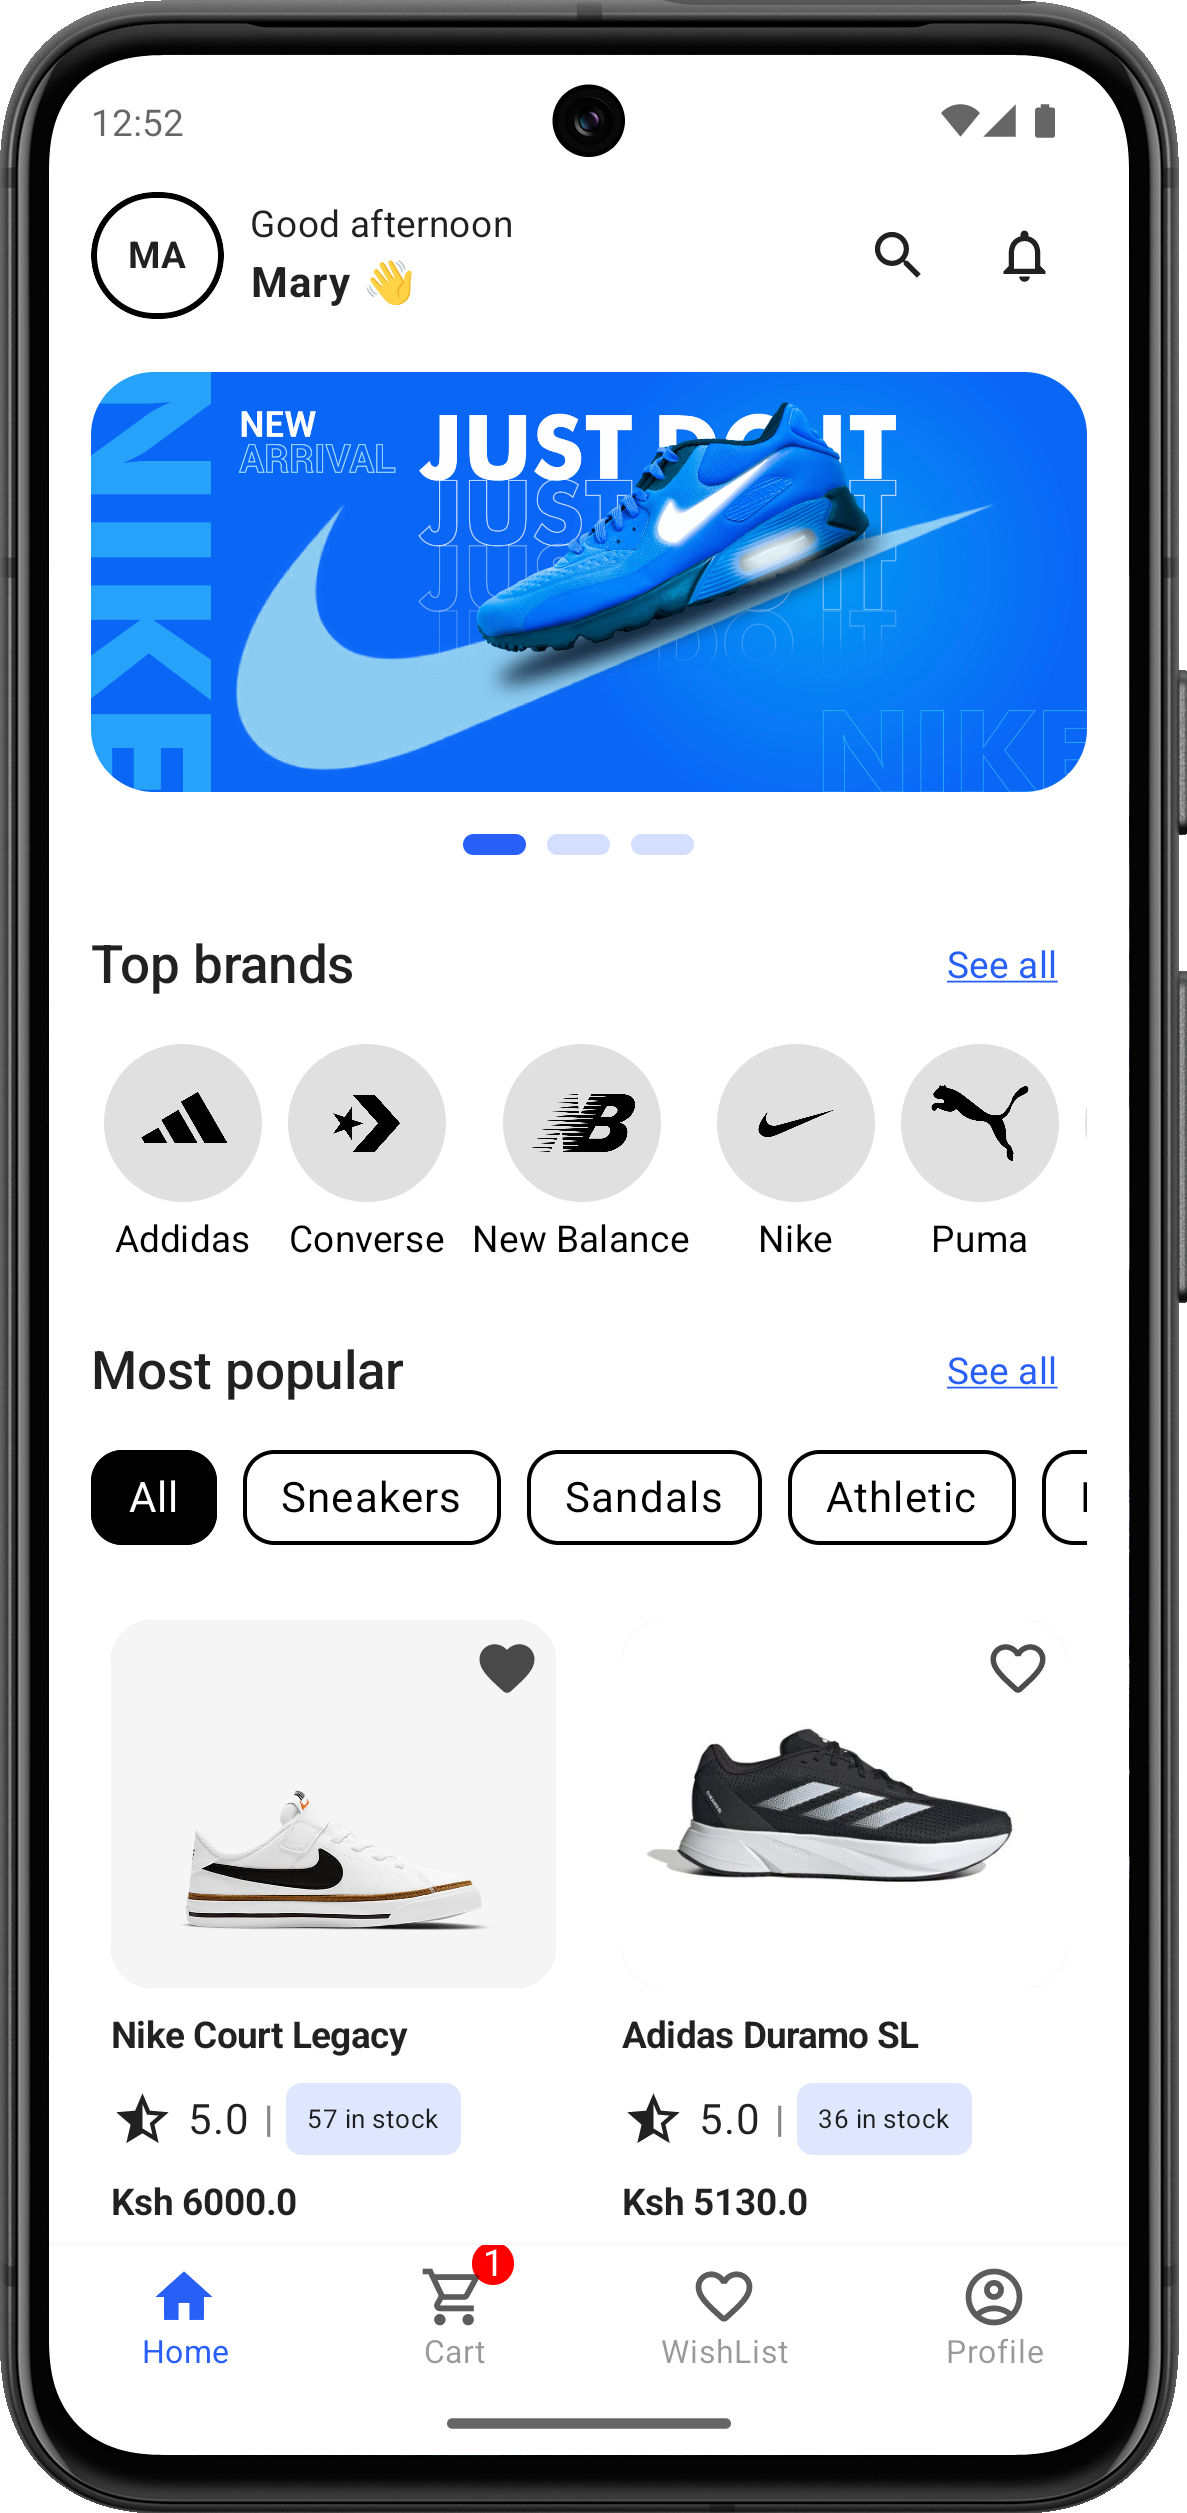 12:52
MA
Good afternoon
Mary 👋
NIKE
NEW
ARRIVAL
JUST DO IT
JUST
IT
JUST DO IT
DO IT
NIKE
Top brands
See all
Addidas
Converse
New Balance
Nike
Puma
Most popular
See all
All
Sneakers
Sandals
Athletic
Nike Court Legacy
Adidas Duramo SL
5.0 | 57 in stock
5.0 | 36 in stock
Ksh 6000.0
Ksh 5130.0
1
Home
Cart
WishList
Profile